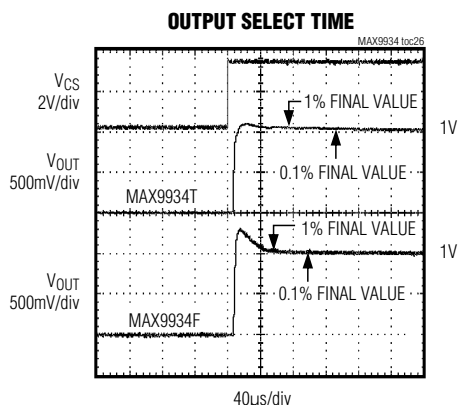 OUTPUT SELECT TIME
MAX9934 toc26
VCS
2V/div
1% FINAL VALUE
1V
VOUT
500mV/div
0.1% FINAL VALUE
MAX9934T
1% FINAL VALUE
1V
VOUT
500mV/div
0.1% FINAL VALUE
MAX9934F
40µs/div